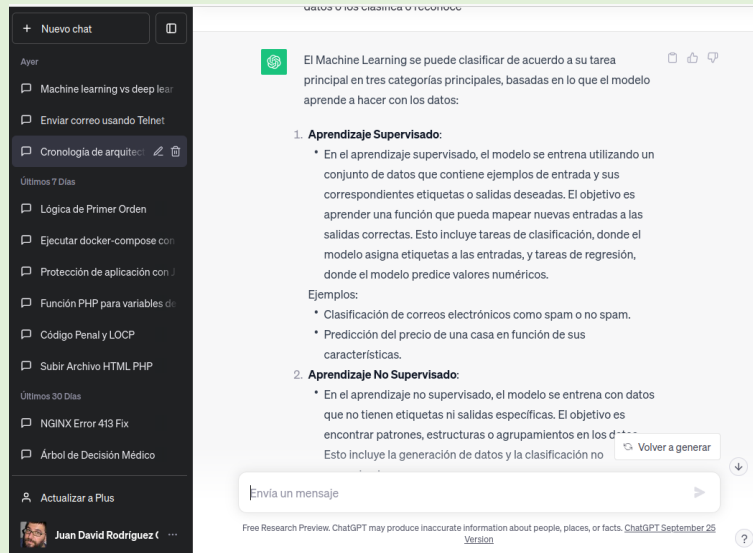 datos o los clasifica o reconoce
+ Nuevo chat
Ayer
Machine learning vs deep lear
Enviar correo usando Telnet
Cronología de arquitect
Últimos 7 Días
Lógica de Primer Orden
Ejecutar docker-compose con
Protección de aplicación con J
Función PHP para variables de
Código Penal y LOCP
Subir Archivo HTML PHP
Últimos 30 Días
NGINX Error 413 Fix
Árbol de Decisión Médico
Actualizar a Plus
Juan David Rodríguez ( ...
El Machine Learning se puede clasificar de acuerdo a su tarea
principal en tres categorías principales, basadas en lo que el modelo
aprende a hacer con los datos:
1. Aprendizaje Supervisado:
• En el aprendizaje supervisado, el modelo se entrena utilizando un
conjunto de datos que contiene ejemplos de entrada y sus
correspondientes etiquetas o salidas deseadas. El objetivo es
aprender una función que pueda mapear nuevas entradas a las
salidas correctas. Esto incluye tareas de clasificación, donde el
modelo asigna etiquetas a las entradas, y tareas de regresión,
donde el modelo predice valores numéricos.
Ejemplos:
• Clasificación de correos electrónicos como spam o no spam.
• Predicción del precio de una casa en función de sus
características.
2. Aprendizaje No Supervisado:
• En el aprendizaje no supervisado, el modelo se entrena con datos
que no tienen etiquetas ni salidas específicas. El objetivo es
encontrar patrones, estructuras o agrupamientos en los datos.
Esto incluye la generación de datos y la clasificación no
Volver a generar
Envía un mensaje
Free Research Preview. ChatGPT may produce inaccurate information about people, places, or facts. ChatGPT September 25
Version
?